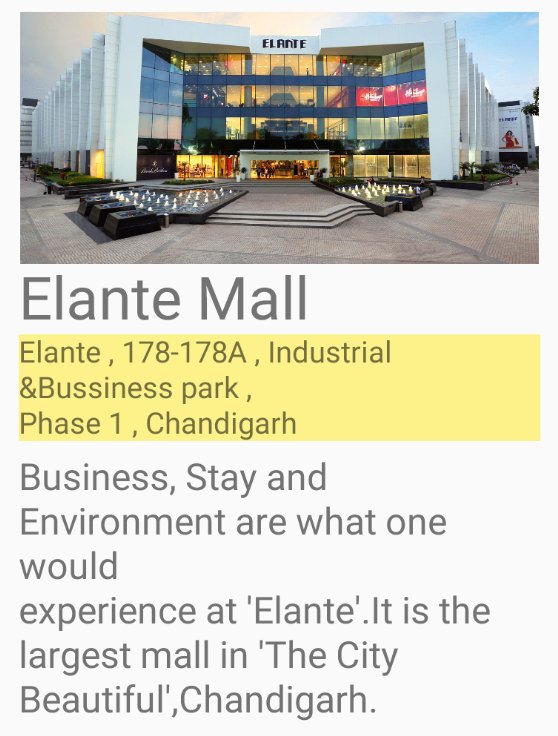 ELANTE
Elante Mall
Elante , 178-178A , Industrial
&Bussiness park ,
Phase 1 , Chandigarh
Business, Stay and
Environment are what one
would
experience at 'Elante'.It is the
largest mall in 'The City
Beautiful',Chandigarh.